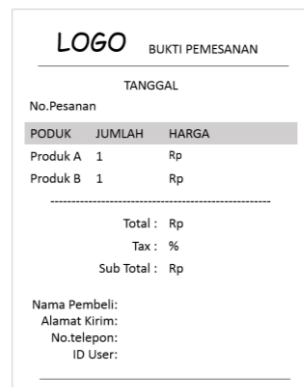 LOGO BUKTI PEMESANAN
TANGGAL
No.Pesanan
PODUK JUMLAH HARGA
Produk A 1 Rp
Produk B 1 Rp
Total : Rp
Tax : %
Sub Total : Rp
Nama Pembeli:
Alamat Kirim:
No.telepon:
ID User: